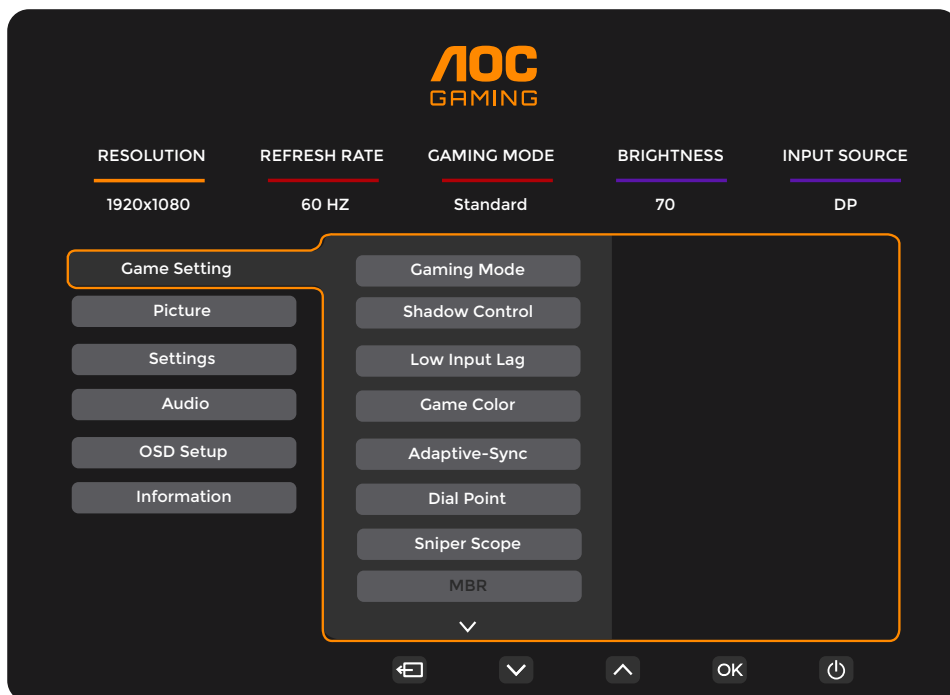 AOC
GAMING
RESOLUTION REFRESH RATE GAMING MODE BRIGHTNESS INPUT SOURCE
1920x1080 60 HZ Standard 70 DP
Game Setting
Picture
Settings
Audio
OSD Setup
Information
Gaming Mode
Shadow Control
Low Input Lag
Game Color
Adaptive-Sync
Dial Point
Sniper Scope
MBR
OK